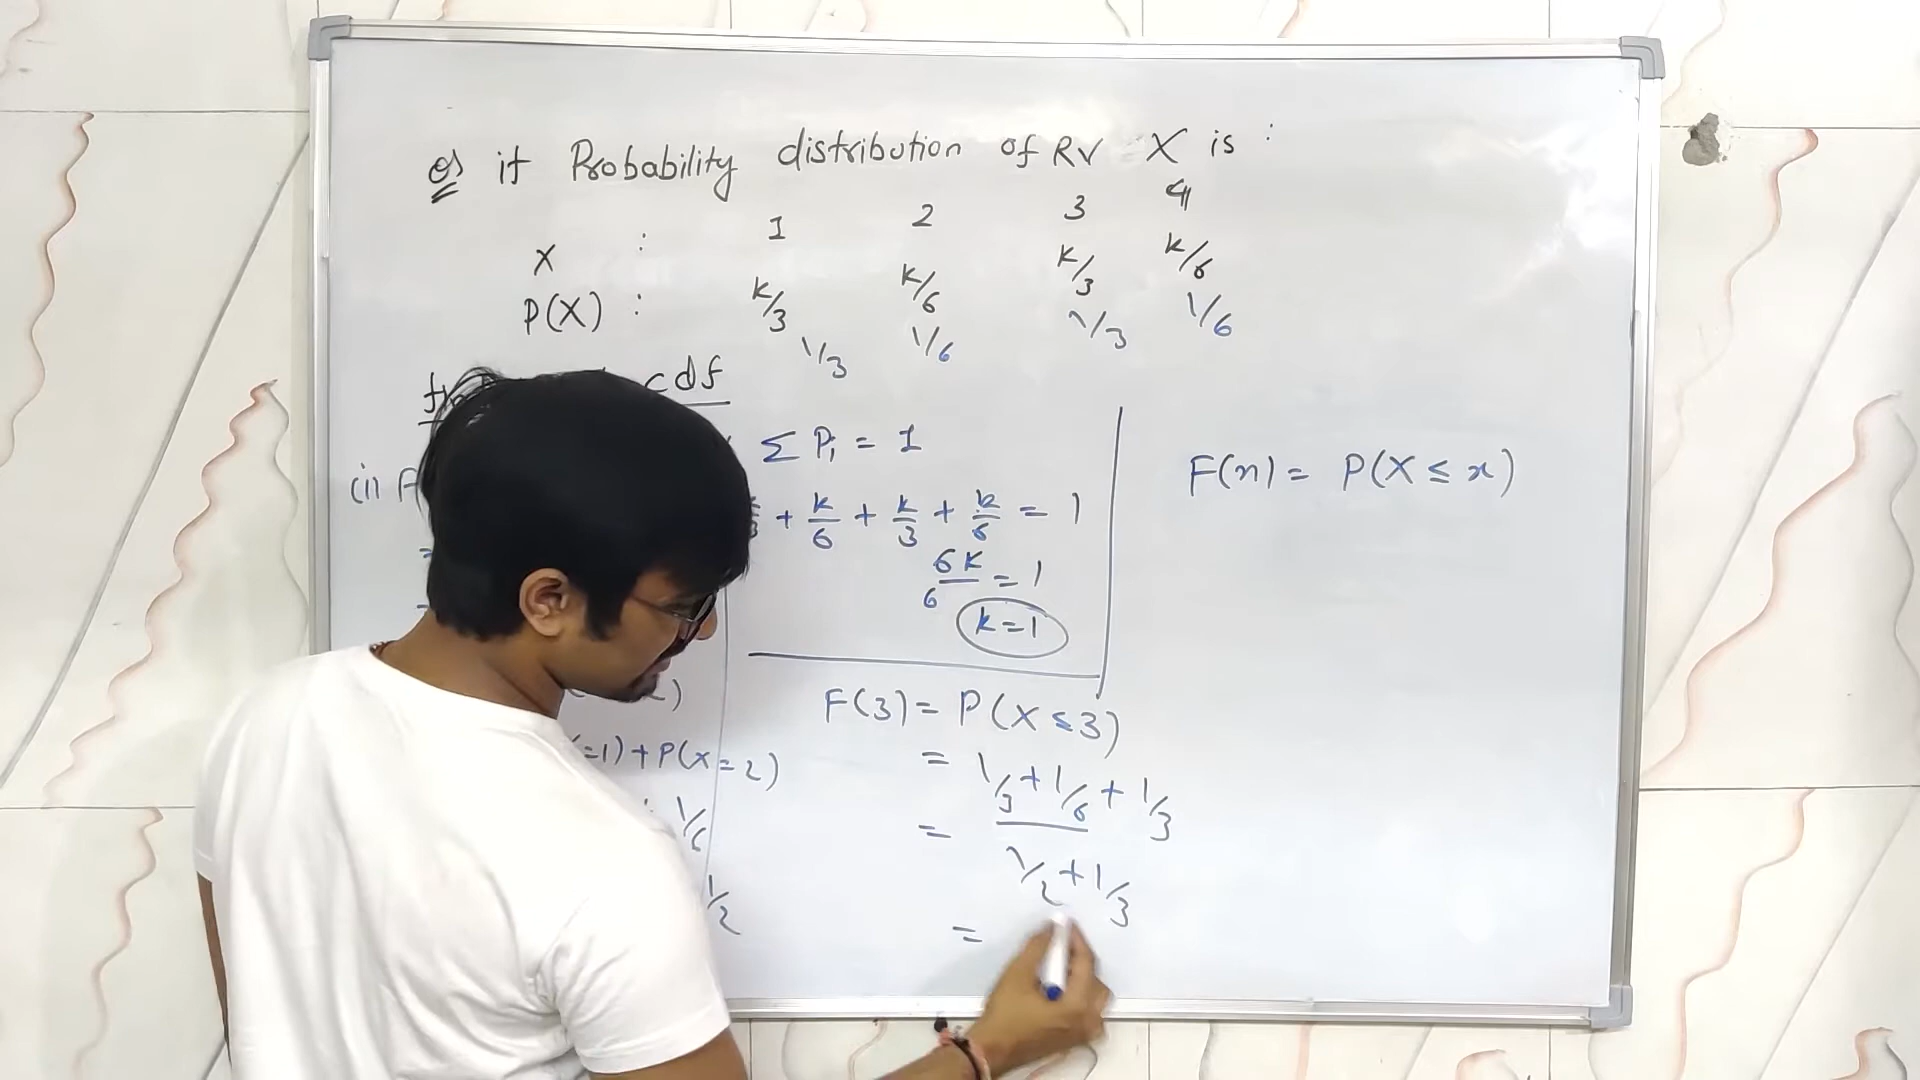 Q) if Probability distribution of RV X is :
X : 1 2 3 4
P(X) : k/3 k/6 k/3 k/6
1/3 1/6 1/3 1/6
cdf
Σ Pi = 1
(i)
+ k/6 + k/3 + k/6 = 1
6k/6 = 1
k=1
F(n) = P(X ≤ x)
=1) + P(X=2)
1/6
1/2
F(3) = P(X ≤ 3)
= 1/3 + 1/6 + 1/3
= 1/2 + 1/3
=